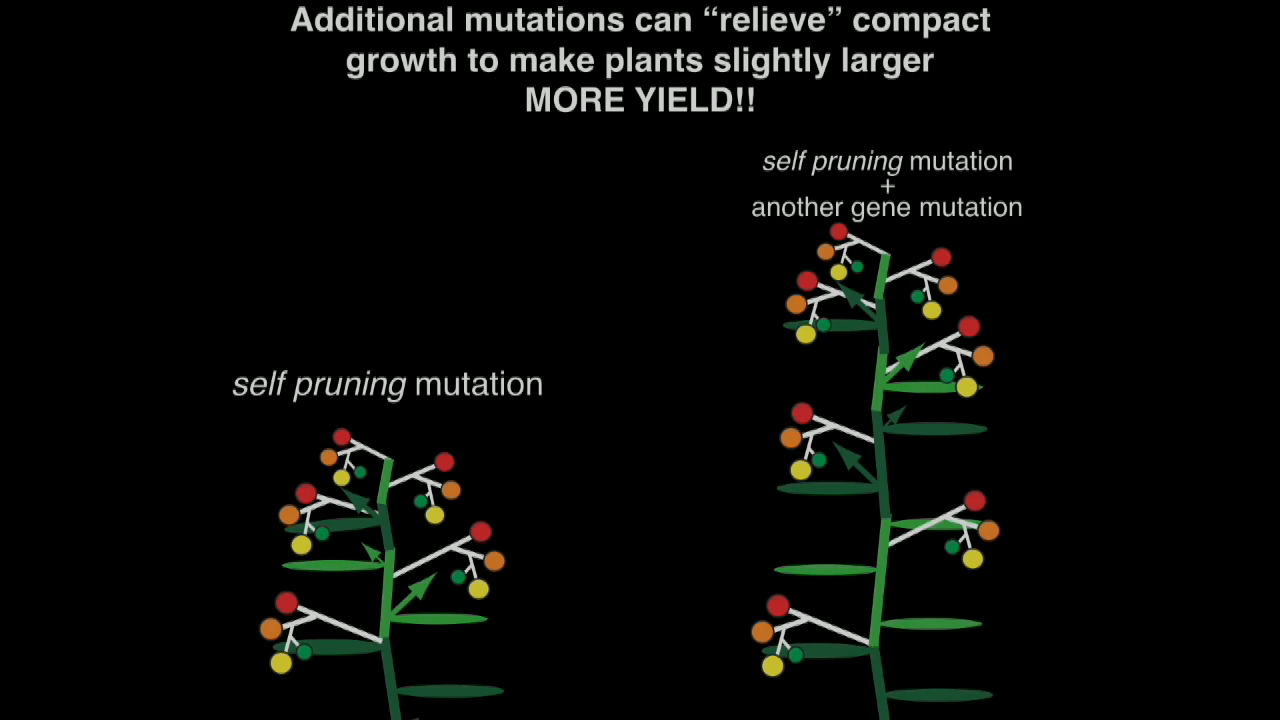 Additional mutations can “relieve” compact
growth to make plants slightly larger
MORE YIELD!!
self pruning mutation
+
another gene mutation
self pruning mutation